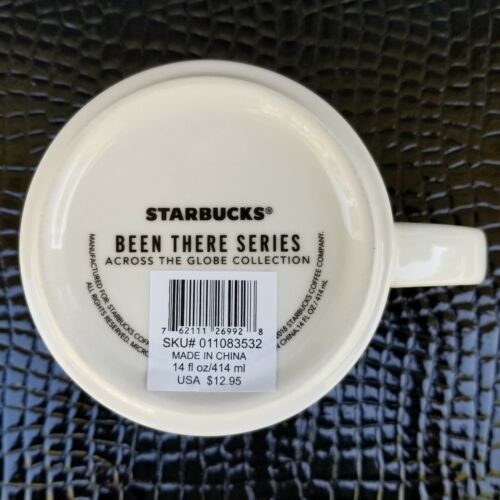 STARBUCKS®
BEEN THERE SERIES
ACROSS THE GLOBE COLLECTION
MANUFACTURED FOR STARBUCKS
ALL RIGHTS RESERVED.
2018 STARBUCKS COFFEE COMPANY.
CHINA. 14 FL OZ / 414 mL
7 62111 26992 8
SKU# 011083532
MADE IN CHINA
14 fl oz/414 ml
USA $12.95